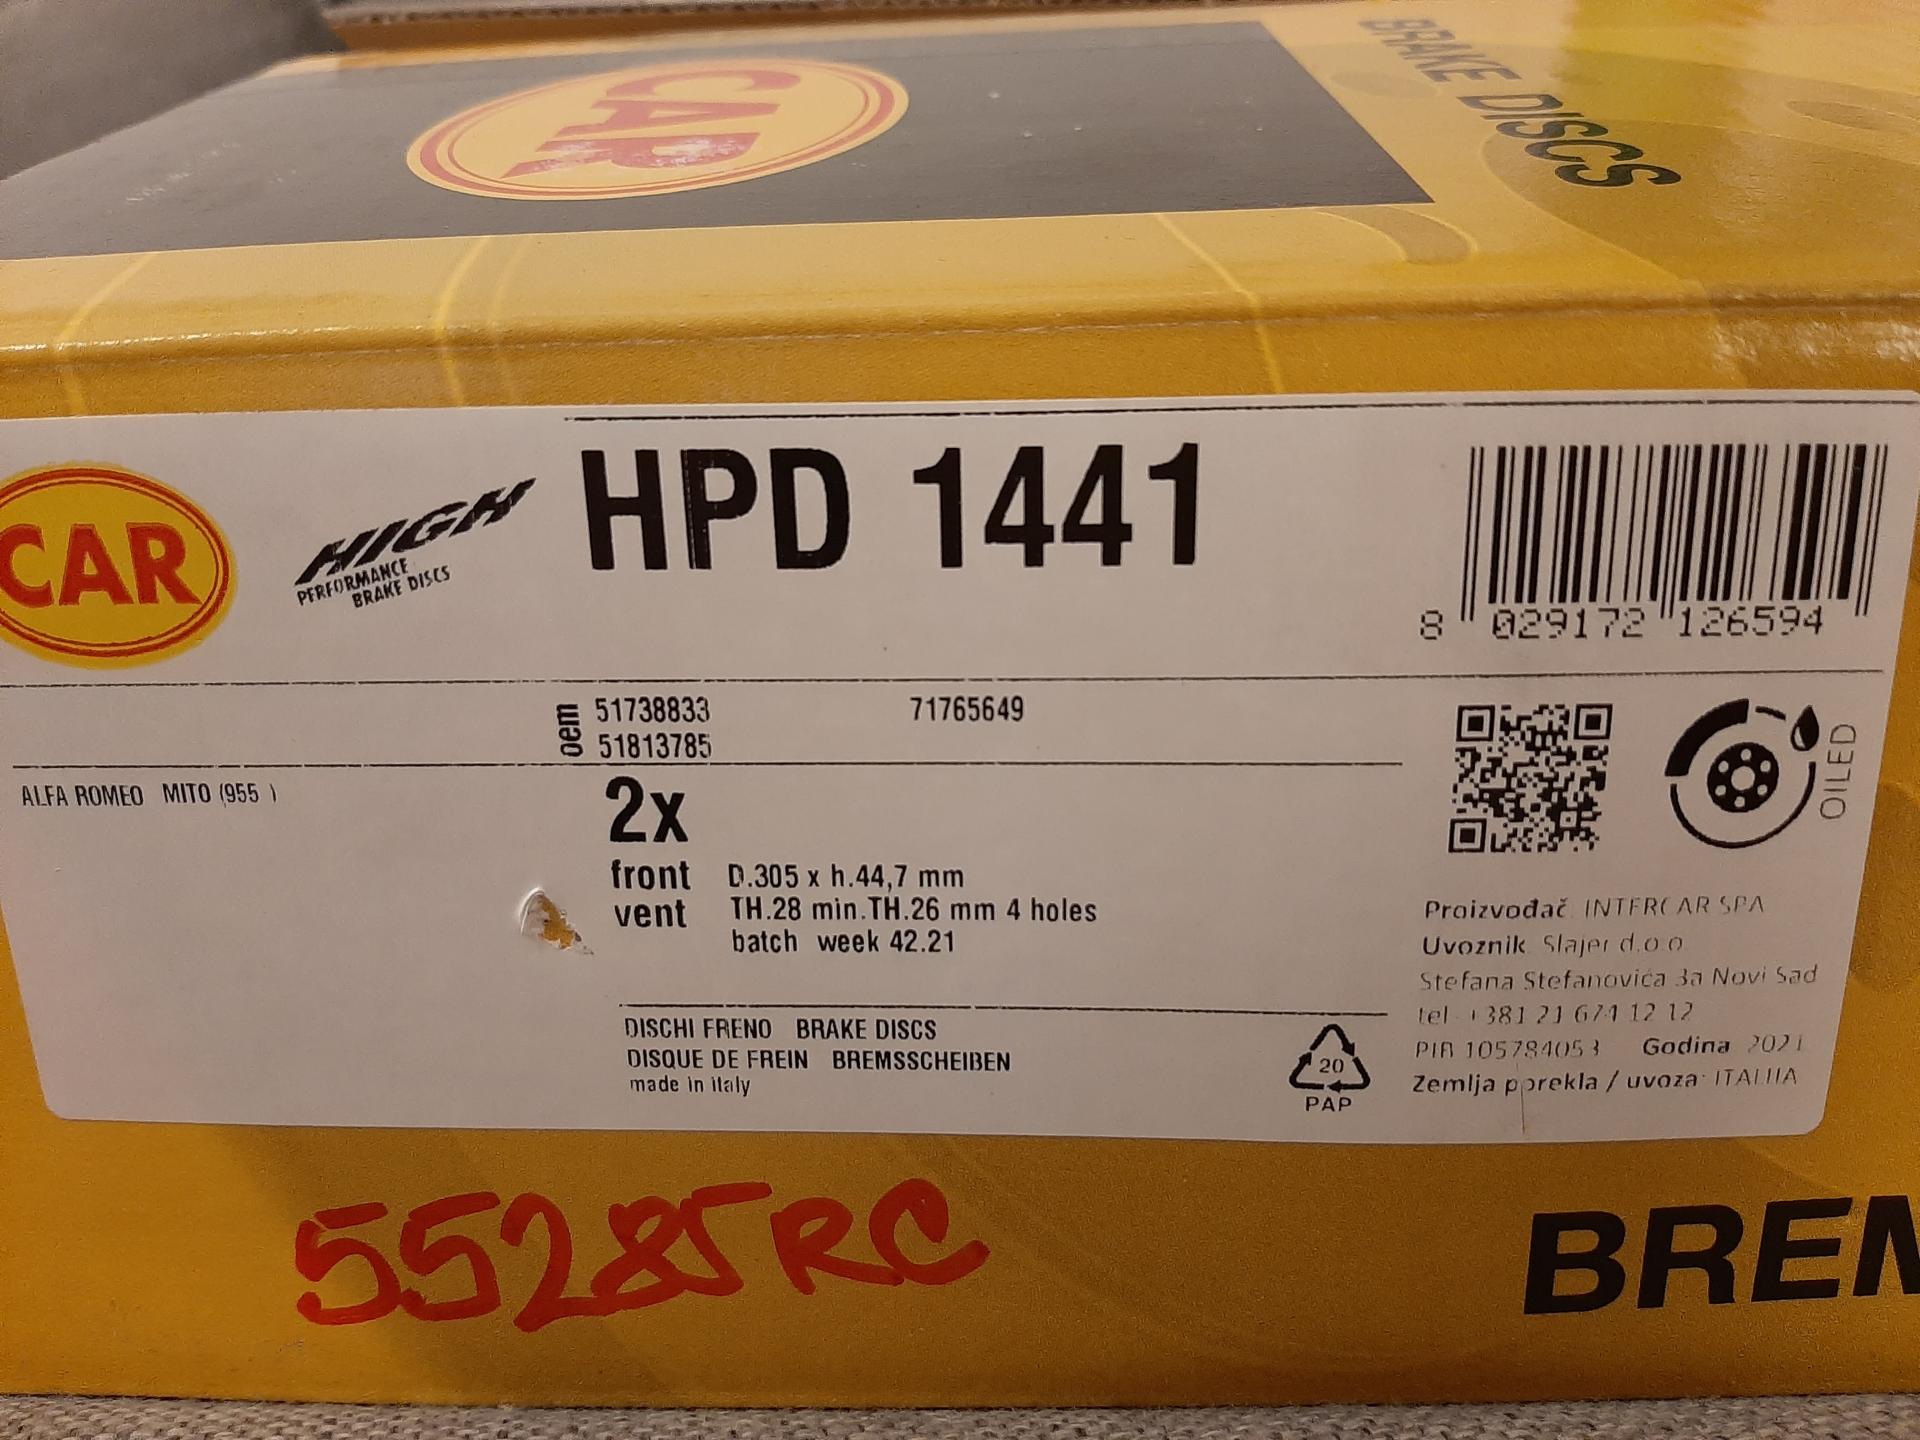 CAR
BRAKE DISCS
CAR
HIGH
PERFORMANCE
BRAKE DISCS
HPD 1441
8 029172 126594
oem
51738833 71765649
51813785
ALFA ROMEO MITO (955 )
2x
front D.305 x h.44,7 mm
vent TH.28 min.TH.26 mm 4 holes
batch week 42.21
OILED
DISCHI FRENO BRAKE DISCS
DISQUE DE FREIN BREMSSCHEIBEN
made in italy
20
PAP
Proizvođač INTERCAR SPA
Uvoznik Slajer d.o.o
Stefana Stefanovića 3a Novi Sad
tel +381 21 674 12 12
PIB 105784053 Godina 2021
Zemlja porekla / uvoza: ITALIJA
55285RC
BREM